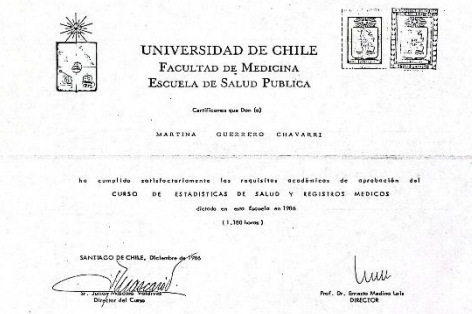 UNIVERSIDAD DE CHILE
FACULTAD DE MEDICINA
ESCUELA DE SALUD PUBLICA
Certificamos que Don (a)
MARTINA GUERRERO CHAVARRI
ha cumplido satisfactoriamente los requisitos académicos de aprobación del
CURSO DE ESTADISTICAS DE SALUD Y REGISTROS MEDICOS
dictado en esta Escuela en 1986
(1,180 horas)
SANTIAGO DE CHILE, Diciembre de 1986
Director del Curso
Prof. Dr. Ernesto Medina Lois
DIRECTOR